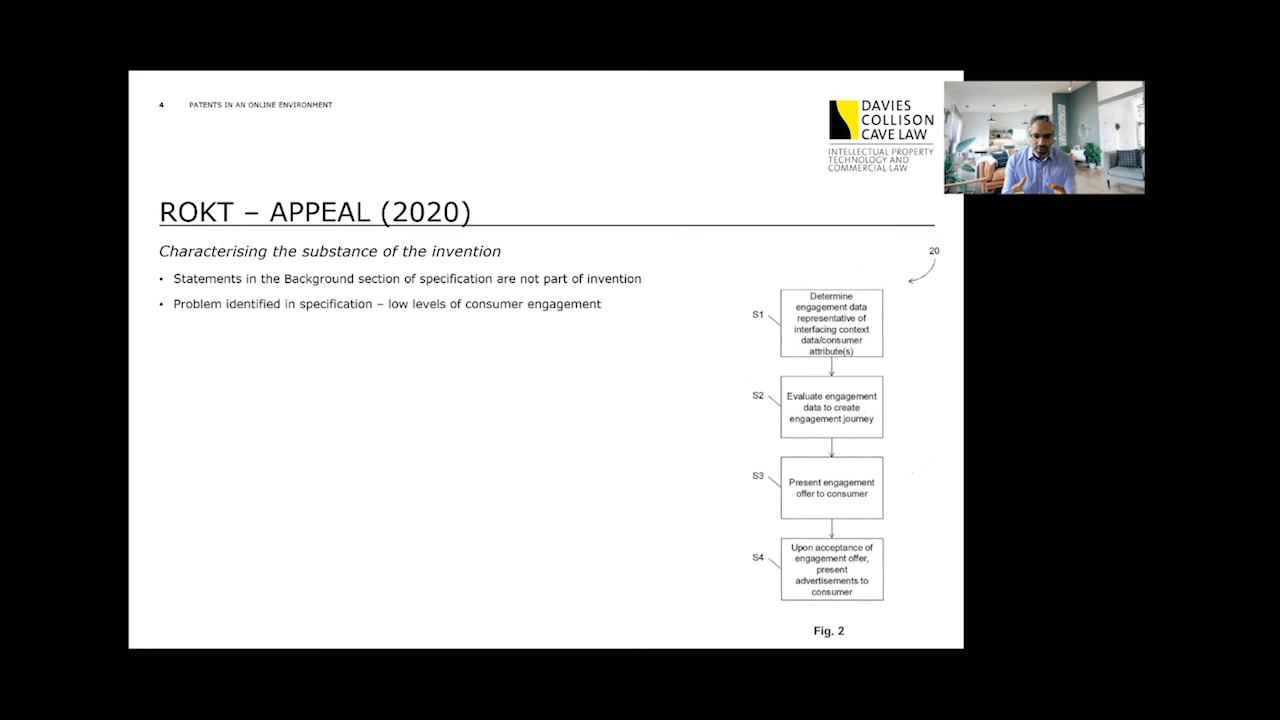 4 PATENTS IN AN ONLINE ENVIRONMENT
DAVIES
COLLISON
CAVE LAW
INTELLECTUAL PROPERTY
TECHNOLOGY AND
COMMERCIAL LAW
ROKT – APPEAL (2020)
Characterising the substance of the invention
• Statements in the Background section of specification are not part of invention
• Problem identified in specification – low levels of consumer engagement
20
S1
Determine
engagement data
representative of
interfacing context
data/consumer
attribute(s)
S2
Evaluate engagement
data to create
engagement journey
S3
Present engagement
offer to consumer
S4
Upon acceptance of
engagement offer,
present
advertisements to
consumer
Fig. 2